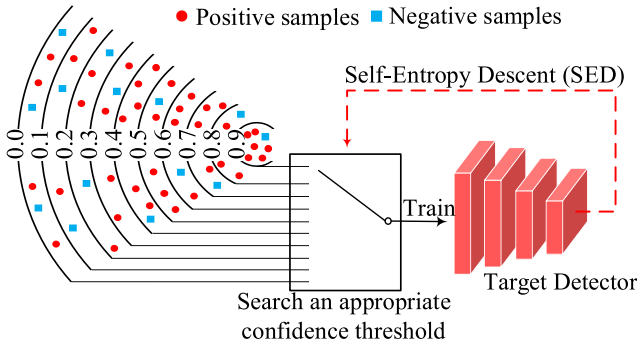 Positive samples
Negative samples
Self-Entropy Descent (SED)
0.0
0.1
0.2
0.3
0.4
0.5
0.6
0.7
0.8
0.9
Train
Target Detector
Search an appropriate
confidence threshold